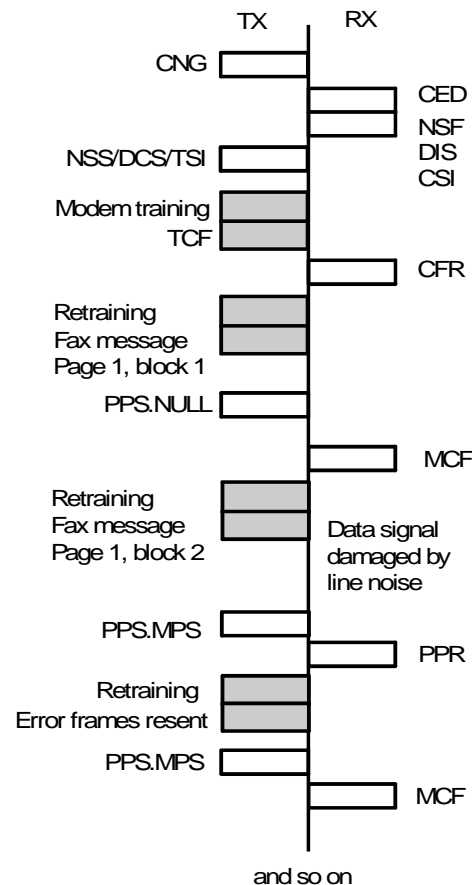 TX RX
CNG
CED
NSF
DIS
CSI
NSS/DCS/TSI
Modem training
TCF
CFR
Retraining
Fax message
Page 1, block 1
PPS.NULL
MCF
Retraining
Fax message
Page 1, block 2
Data signal
damaged by
line noise
PPS.MPS
PPR
Retraining
Error frames resent
PPS.MPS
MCF
and so on